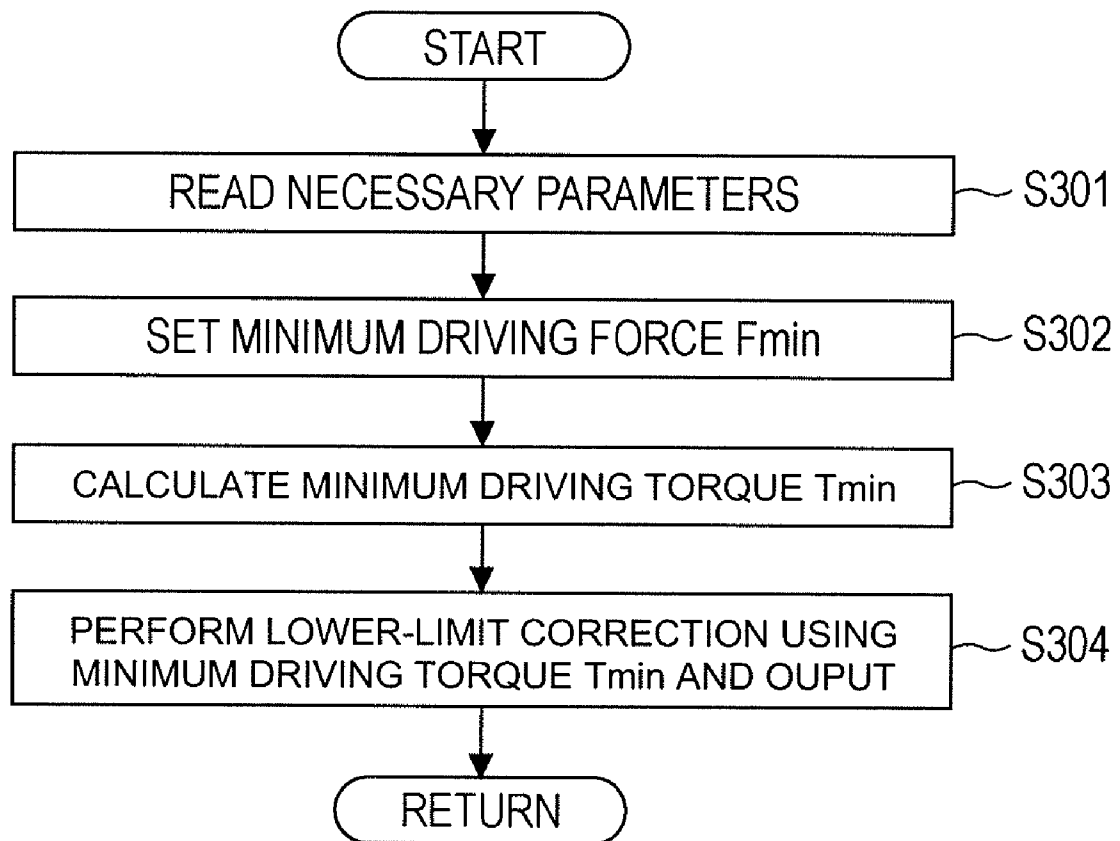 START
READ NECESSARY PARAMETERS
S301
SET MINIMUM DRIVING FORCE Fmin
S302
CALCULATE MINIMUM DRIVING TORQUE Tmin
S303
PERFORM LOWER-LIMIT CORRECTION USING
MINIMUM DRIVING TORQUE Tmin AND OUPUT
S304
RETURN